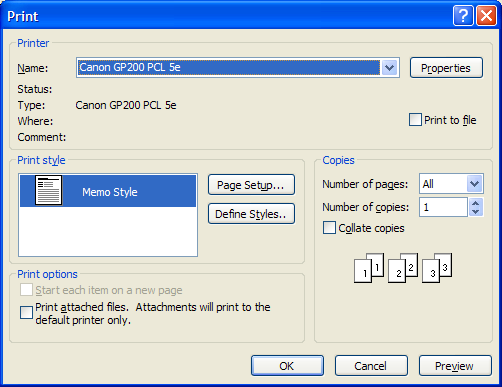 Print
Printer
Name: Canon GP200 PCL 5e Properties
Status:
Type: Canon GP200 PCL 5e
Where: Print to file
Comment:
Print style
Memo Style
Page Setup...
Define Styles..
Print options
Start each item on a new page
Print attached files. Attachments will print to the
default printer only.
Copies
Number of pages: All
Number of copies: 1
Collate copies
1 1 2 2 3 3
OK Cancel Preview